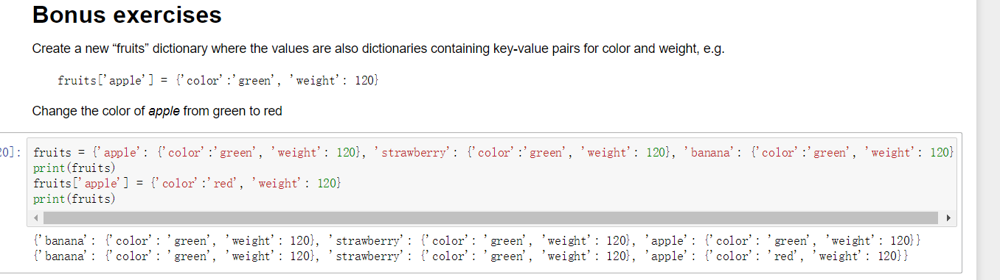 Bonus exercises
Create a new “fruits” dictionary where the values are also dictionaries containing key-value pairs for color and weight, e.g.
fruits['apple'] = {'color':'green', 'weight': 120}
Change the color of apple from green to red
20]: fruits = {'apple': {'color':'green', 'weight': 120}, 'strawberry': {'color':'green', 'weight': 120}, 'banana': {'color':'green', 'weight': 120}
print(fruits)
fruits['apple'] = {'color':'red', 'weight': 120}
print(fruits)
{'banana': {'color': 'green', 'weight': 120}, 'strawberry': {'color': 'green', 'weight': 120}, 'apple': {'color': 'green', 'weight': 120}}
{'banana': {'color': 'green', 'weight': 120}, 'strawberry': {'color': 'green', 'weight': 120}, 'apple': {'color': 'red', 'weight': 120}}